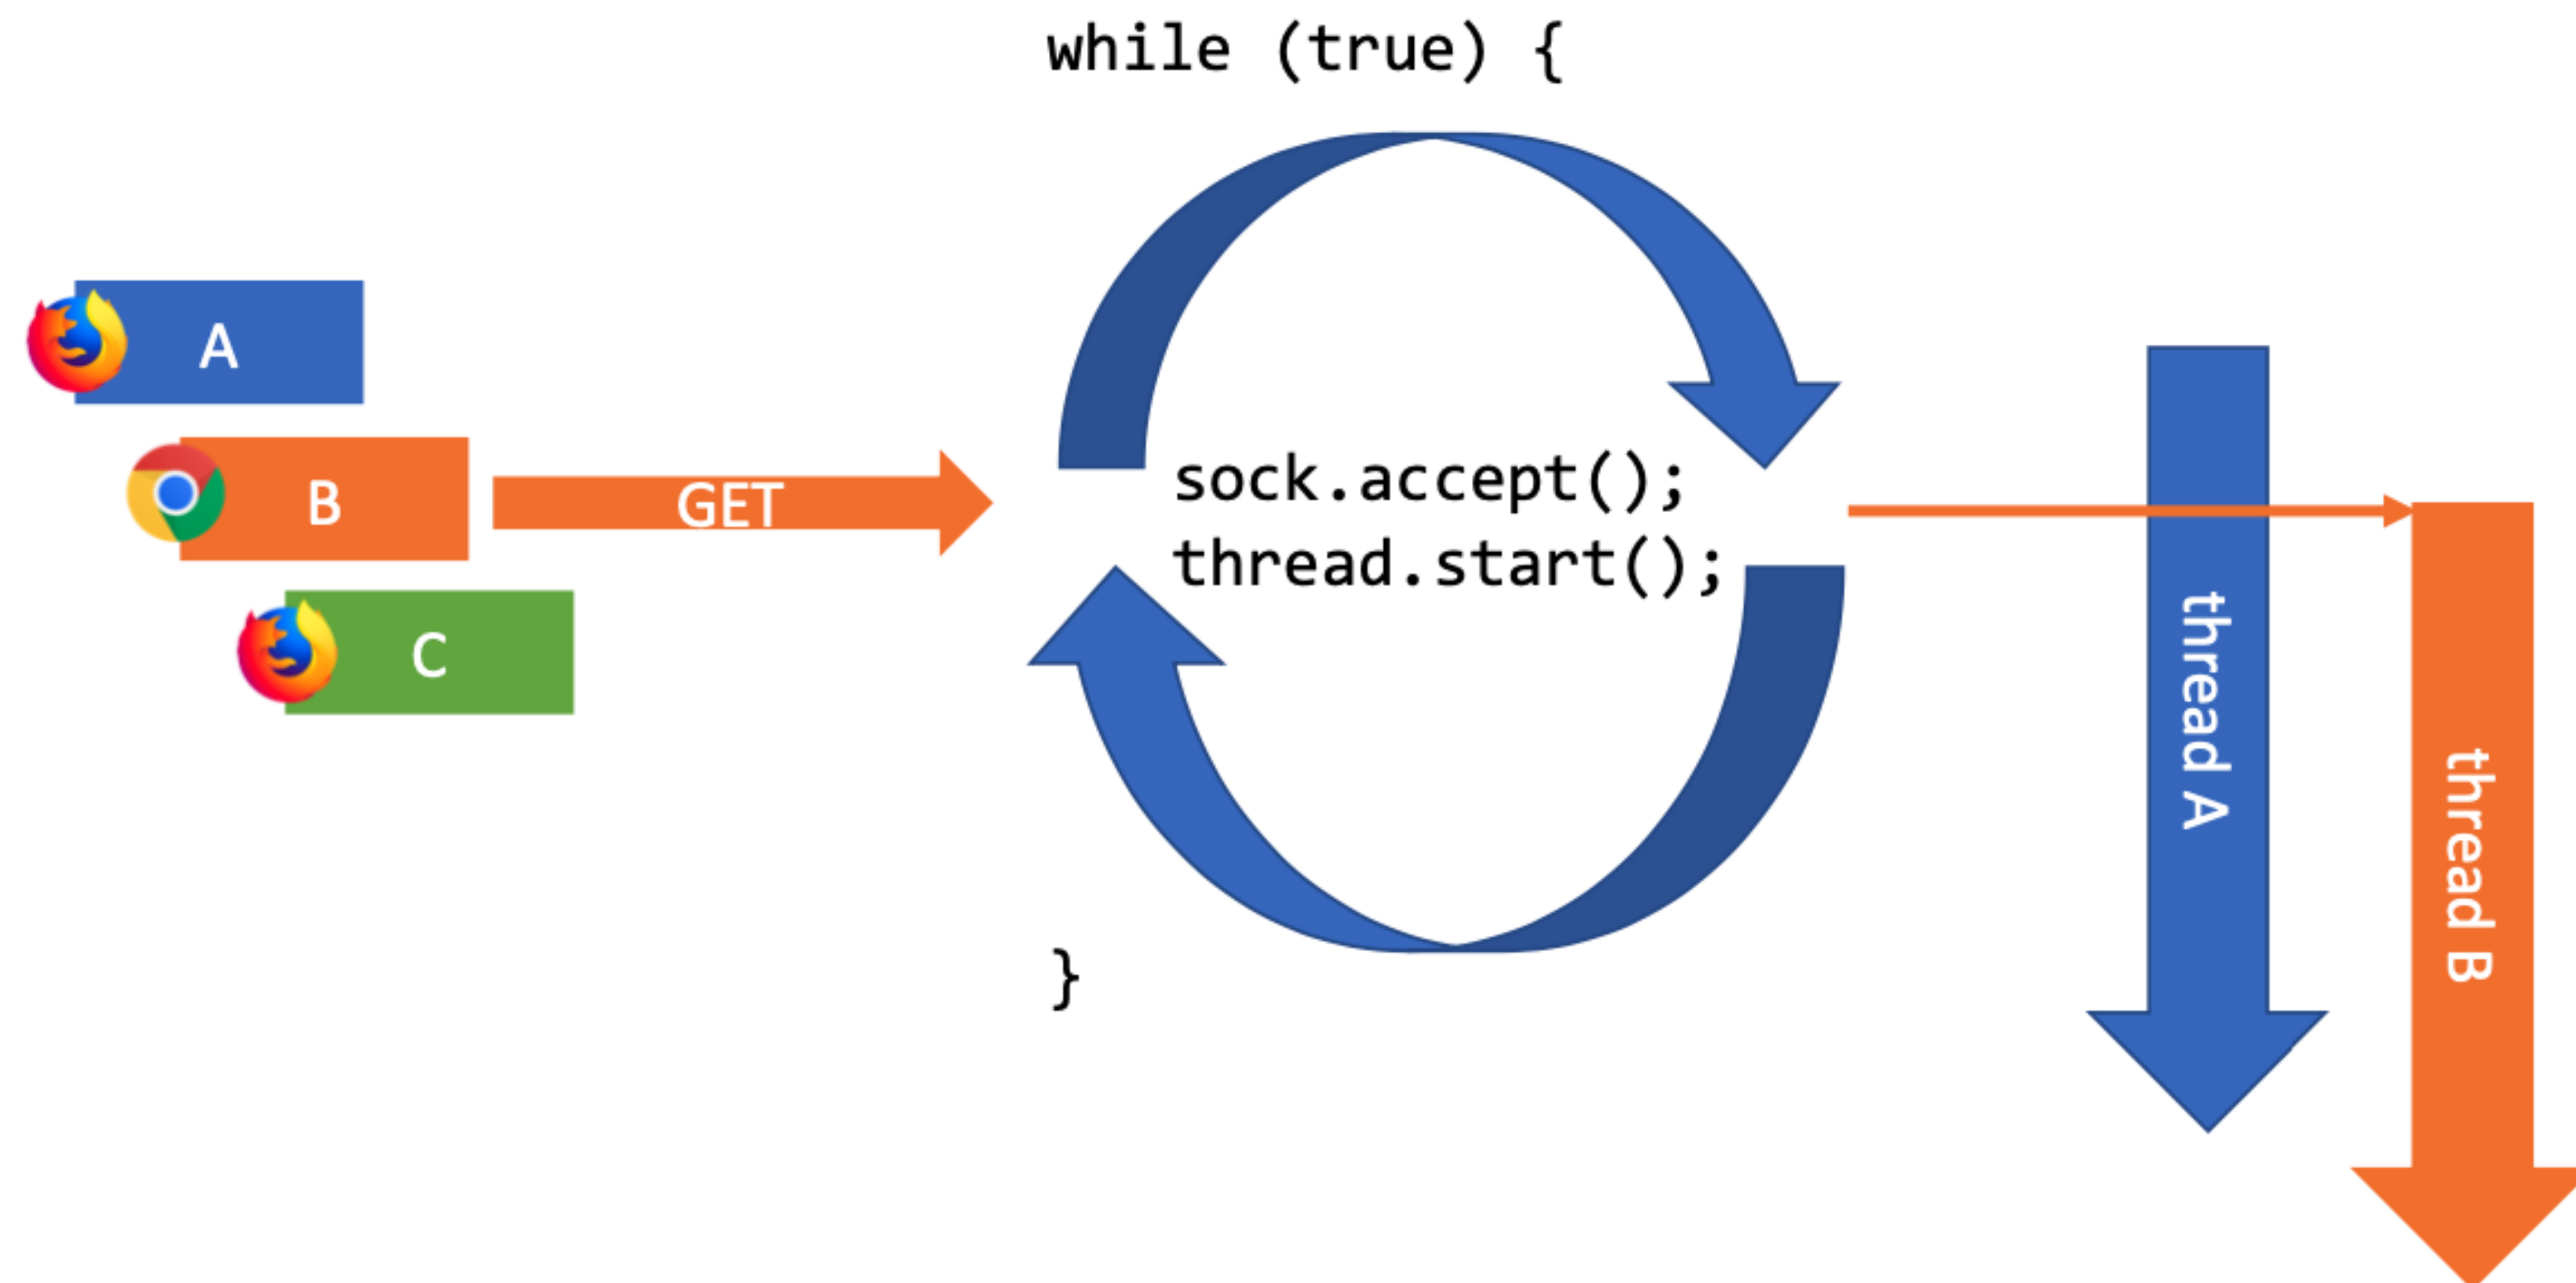 while (true) {
A
B
GET
C
sock.accept();
thread.start();
}
thread A
thread B